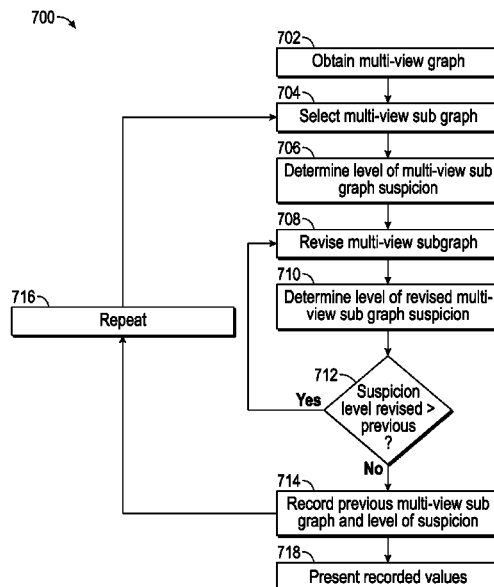 700
702
Obtain multi-view graph
704
Select multi-view sub graph
706
Determine level of multi-view sub
graph suspicion
708
Revise multi-view subgraph
710
Determine level of revised multi-
view sub graph suspicion
716
Repeat
712
Suspicion
level revised >
previous
?
Yes
No
714
Record previous multi-view sub
graph and level of suspicion
718
Present recorded values